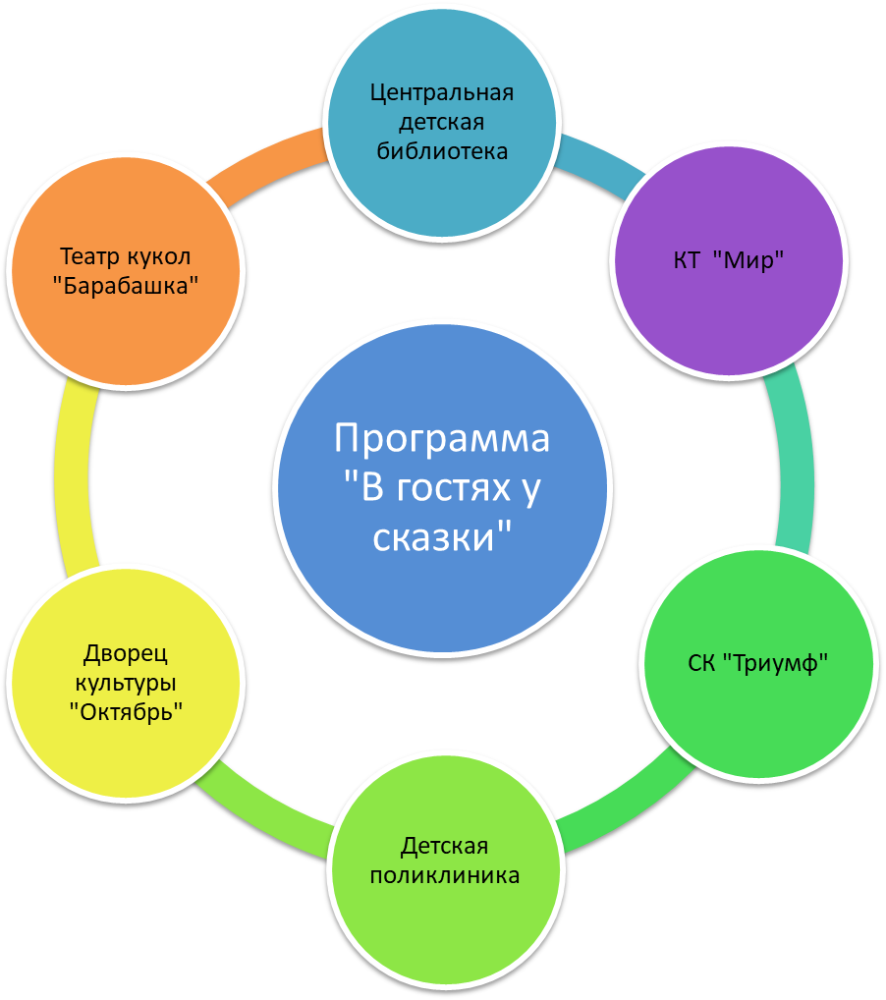 Центральная
детская
библиотека
КТ  "Мир"
СК "Триумф"
Детская
поликлиника
Дворец
культуры
"Октябрь"
Театр кукол
"Барабашка"
Программа
"В гостях у
сказки"